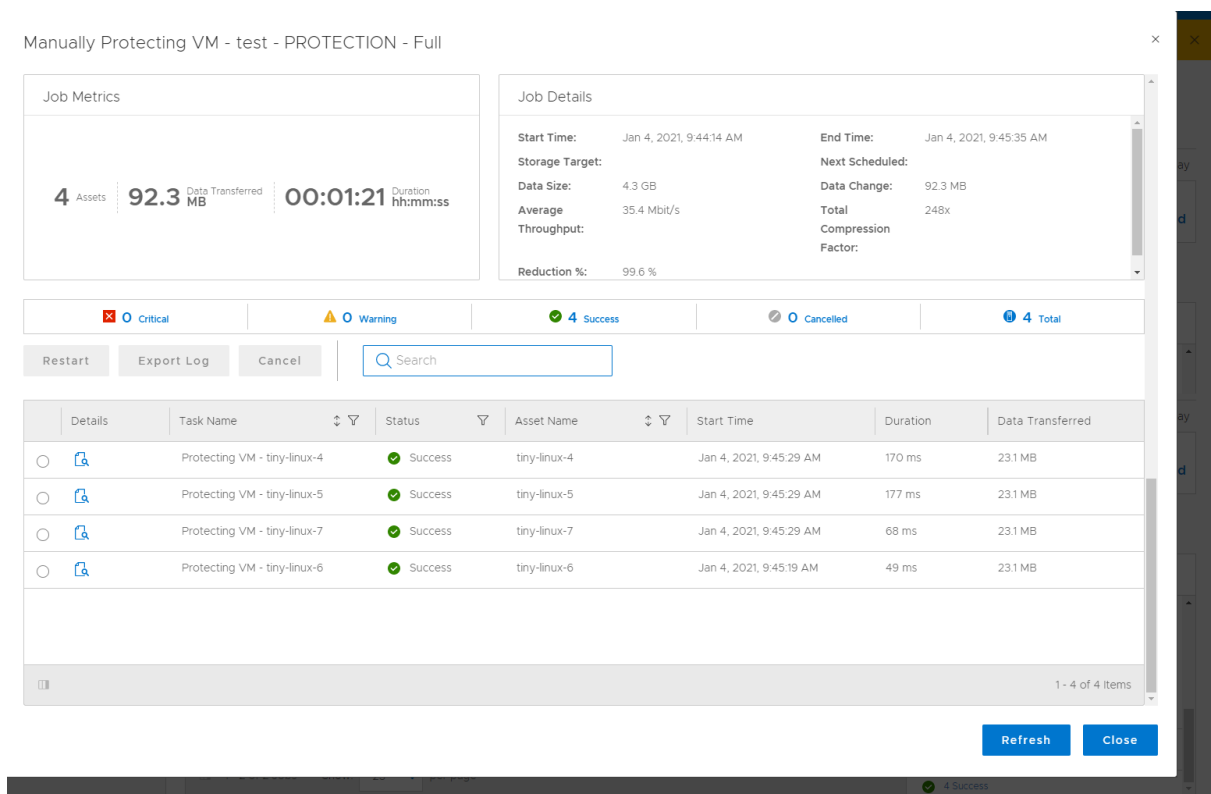 Manually Protecting VM - test - PROTECTION - Full
Job Metrics
4 Assets 92.3 MB Data Transferred 00:01:21 Duration hh:mm:ss
Job Details
Start Time: Jan 4, 2021, 9:44:14 AM End Time: Jan 4, 2021, 9:45:35 AM
Storage Target: Next Scheduled:
Data Size: 4.3 GB Data Change: 92.3 MB
Average Throughput: 35.4 Mbit/s Total Compression Factor: 248x
Reduction %: 99.6 %
0 Critical 0 Warning 4 Success 0 Cancelled 4 Total
Restart Export Log Cancel Search
Details Task Name Status Asset Name Start Time Duration Data Transferred
Protecting VM - tiny-linux-4 Success tiny-linux-4 Jan 4, 2021, 9:45:29 AM 170 ms 23.1 MB
Protecting VM - tiny-linux-5 Success tiny-linux-5 Jan 4, 2021, 9:45:29 AM 177 ms 23.1 MB
Protecting VM - tiny-linux-7 Success tiny-linux-7 Jan 4, 2021, 9:45:29 AM 68 ms 23.1 MB
Protecting VM - tiny-linux-6 Success tiny-linux-6 Jan 4, 2021, 9:45:19 AM 49 ms 23.1 MB
1 - 4 of 4 Items
Refresh Close
4 Success